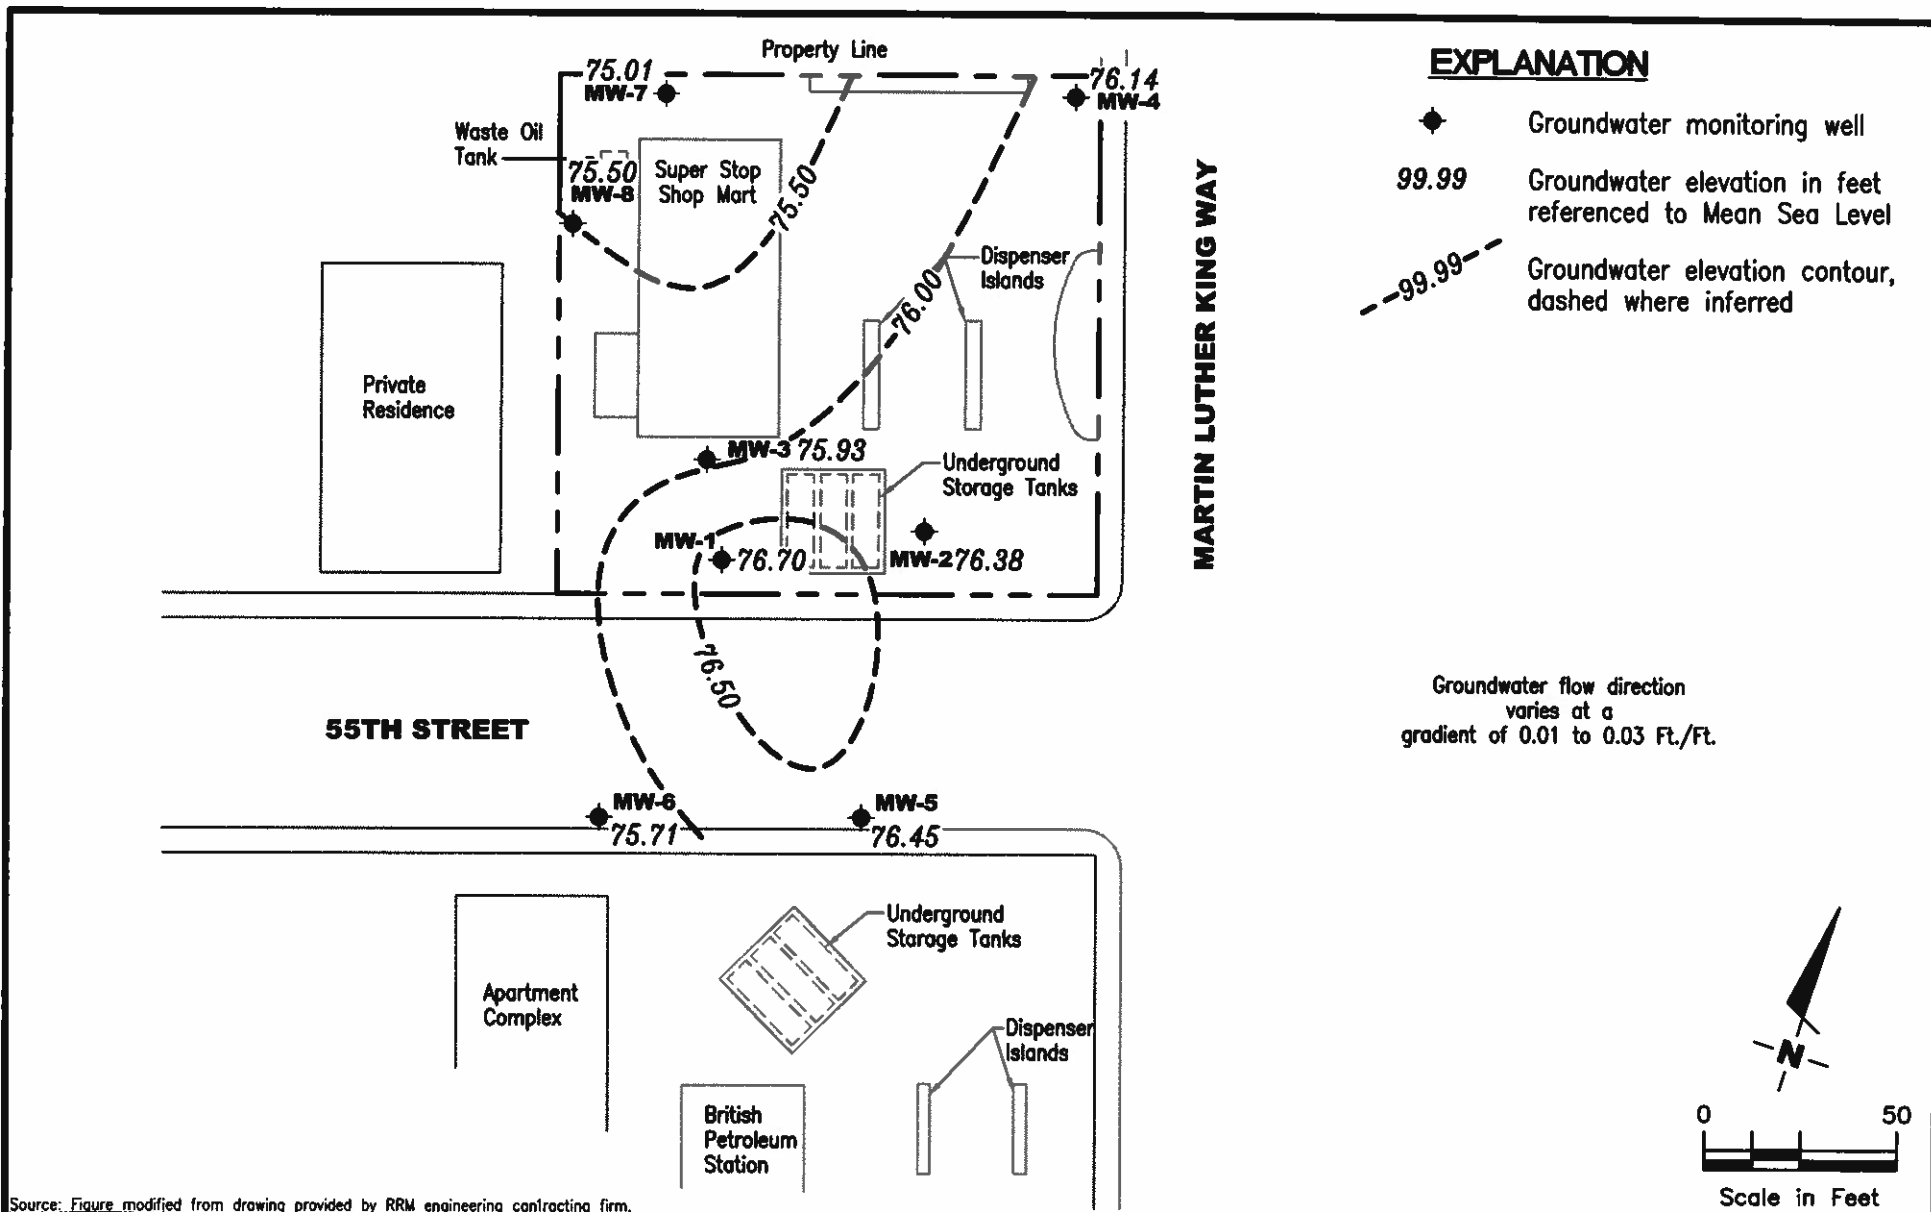 Property Line
75.01
MW-7
76.14
MW-4
Waste Oil
Tank
75.50
MW-8
Super Stop
Shop Mart
75.50
Dispenser
Islands
76.00
Private
Residence
MW-3 75.93
Underground
Storage Tanks
MW-1
76.70
MW-2 76.38
76.50
MARTIN LUTHER KING WAY
55TH STREET
MW-6
75.71
MW-5
76.45
Underground
Starage Tanks
Apartment
Complex
Dispenser
Islands
British
Petroleum
Station
EXPLANATION
Groundwater monitoring well
99.99
Groundwater elevation in feet
referenced to Mean Sea Level
99.99
Groundwater elevation contour,
dashed where inferred
Groundwater flow direction
varies at a
gradient of 0.01 to 0.03 Ft./Ft.
N
0 50
Scale in Feet
Source: Figure modified from drawing provided by RRM engineering contracting firm.